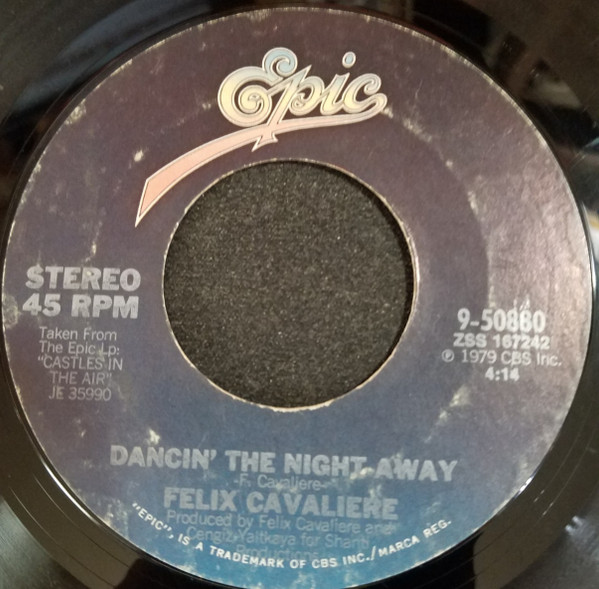 Epic
STEREO
45 RPM
Taken From
The Epic Lp:
"CASTLES IN
THE AIR"
JE 35990
9-50880
ZSS 167242
℗ 1979 CBS Inc.
4:14
DANCIN' THE NIGHT AWAY
-F. Cavaliere-
FELIX CAVALIERE
Produced by Felix Cavaliere and
Cengiz Yaltkaya for Shanti
Productions
"EPIC", IS A TRADEMARK OF CBS INC./MARCA REG.